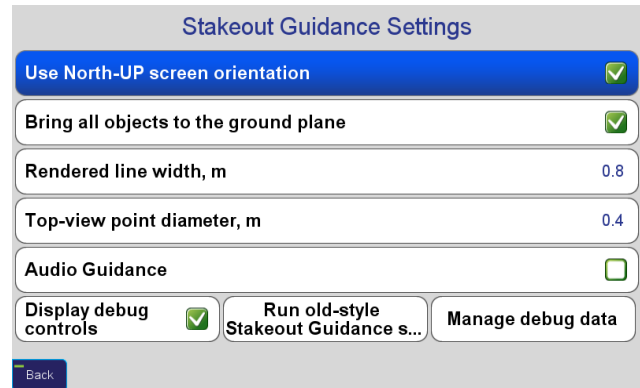 Stakeout Guidance Settings
Use North-UP screen orientation
Bring all objects to the ground plane
Rendered line width, m 0.8
Top-view point diameter, m 0.4
Audio Guidance
Display debug
controls
Run old-style
Stakeout Guidance s...
Manage debug data
Back